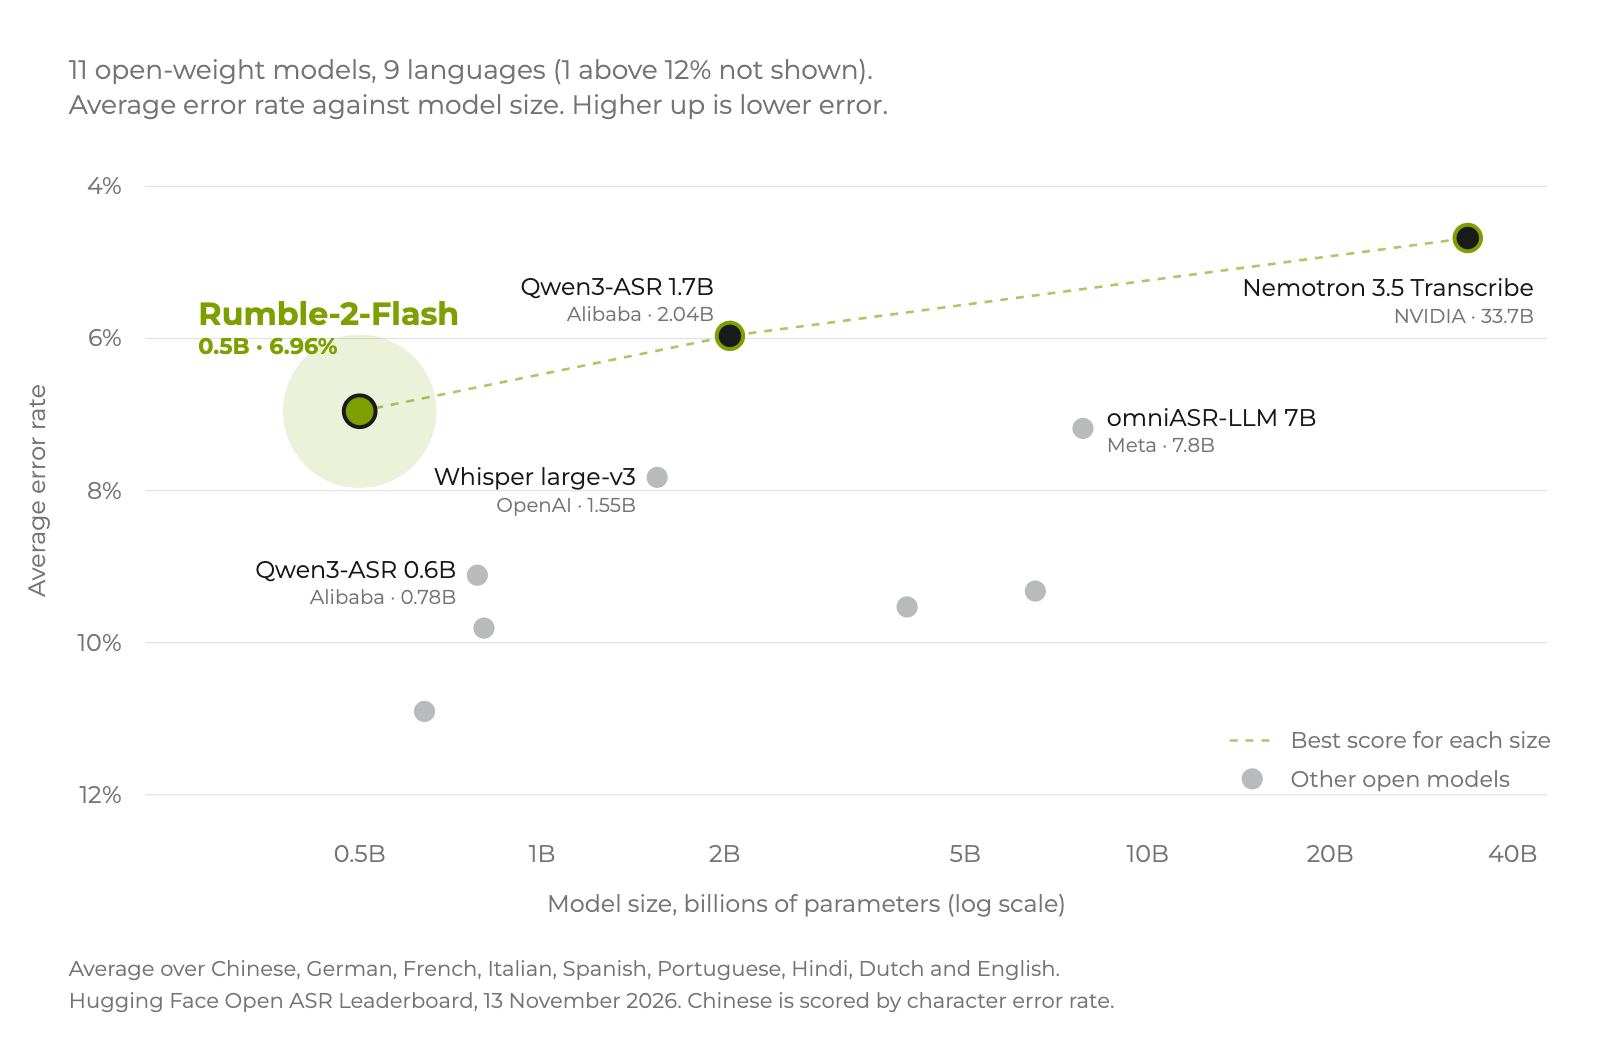 11 open-weight models, 9 languages (1 above 12% not shown).
Average error rate against model size. Higher up is lower error.
4%
6%
8%
10%
12%
Average error rate
Rumble-2-Flash
0.5B · 6.96%
Qwen3-ASR 1.7B
Alibaba · 2.04B
Nemotron 3.5 Transcribe
NVIDIA · 33.7B
omniASR-LLM 7B
Meta · 7.8B
Whisper large-v3
OpenAI · 1.55B
Qwen3-ASR 0.6B
Alibaba · 0.78B
Best score for each size
Other open models
0.5B
1B
2B
5B
10B
20B
40B
Model size, billions of parameters (log scale)
Average over Chinese, German, French, Italian, Spanish, Portuguese, Hindi, Dutch and English.
Hugging Face Open ASR Leaderboard, 13 November 2026. Chinese is scored by character error rate.